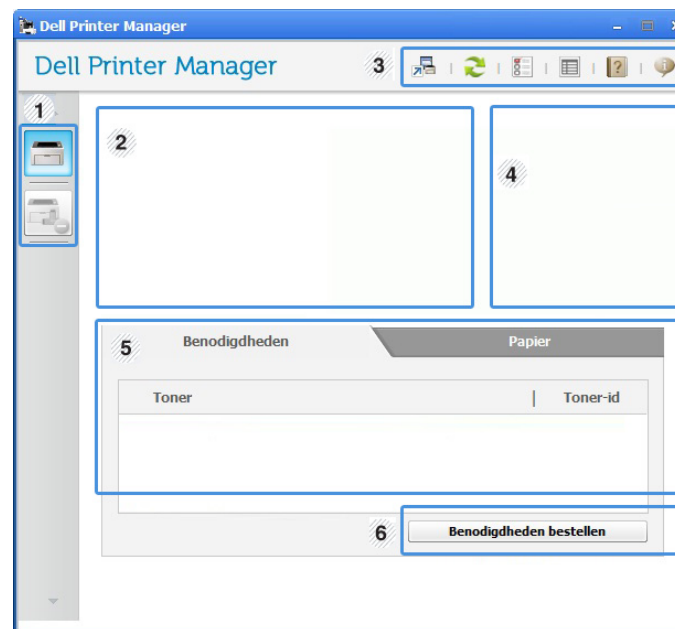 Dell Printer Manager
Dell Printer Manager
3
1
2
4
5
Benodigdheden
Papier
Toner
Toner-id
6
Benodigdheden bestellen